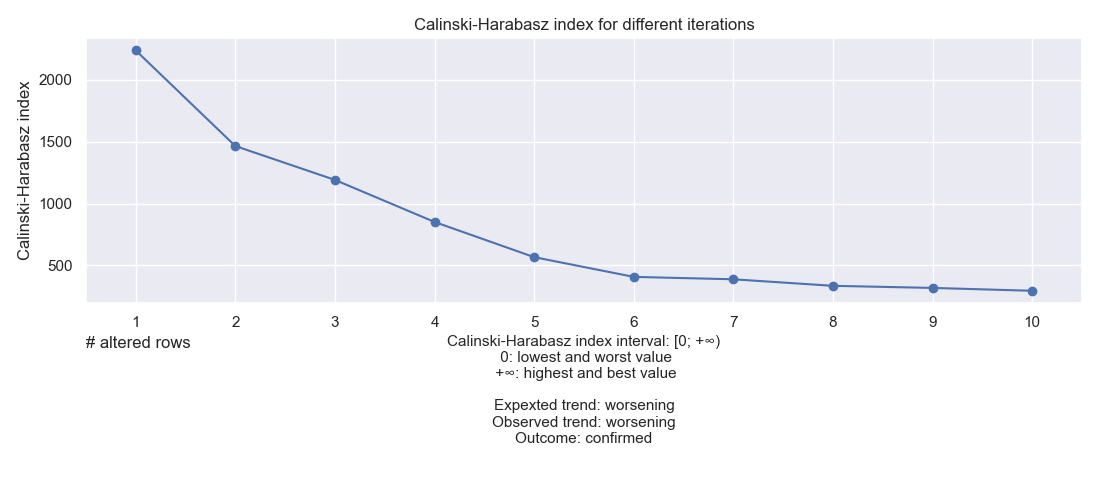 Calinski-Harabasz index for different iterations
Calinski-Harabasz index
2000
1500
1000
500
1 2 3 4 5 6 7 8 9 10
# altered rows
Calinski-Harabasz index interval: [0; +∞)
0: lowest and worst value
+∞: highest and best value
Expexted trend: worsening
Observed trend: worsening
Outcome: confirmed